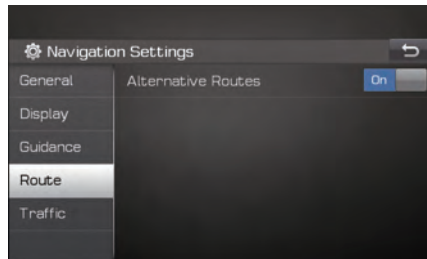 Navigation Settings
General
Alternative Routes
On
Display
Guidance
Route
Traffic